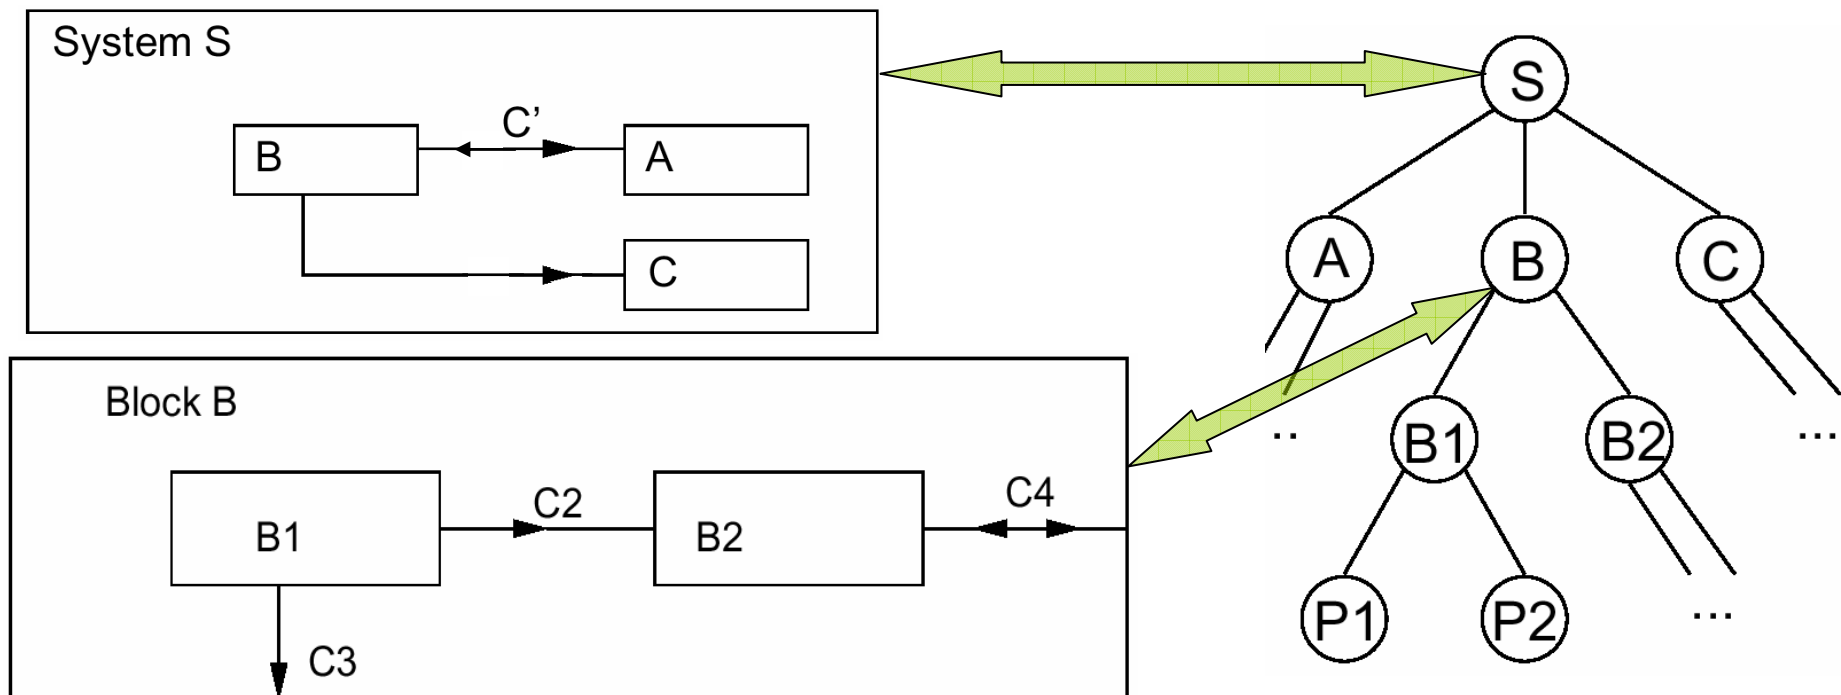 System S
C’
B
A
C
Block B
C2
C4
B1
B2
C3
S
A
B
C
..
B1
B2
...
P1
P2
...